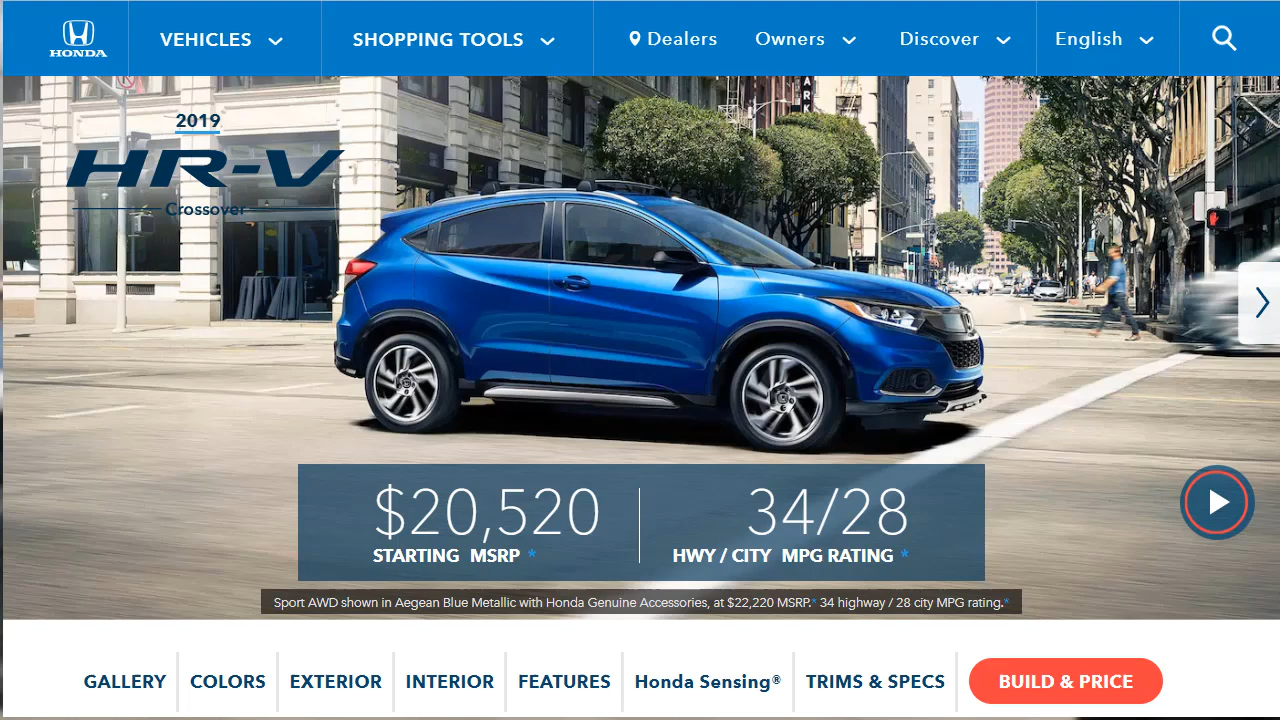 HONDA
VEHICLES
SHOPPING TOOLS
Dealers
Owners
Discover
English
2019
HR-V
Crossover
ARK
$20,520
STARTING MSRP *
34/28
HWY / CITY MPG RATING *
Sport AWD shown in Aegean Blue Metallic with Honda Genuine Accessories, at $22,220 MSRP.* 34 highway / 28 city MPG rating.*
GALLERY
COLORS
EXTERIOR
INTERIOR
FEATURES
Honda Sensing®
TRIMS & SPECS
BUILD & PRICE